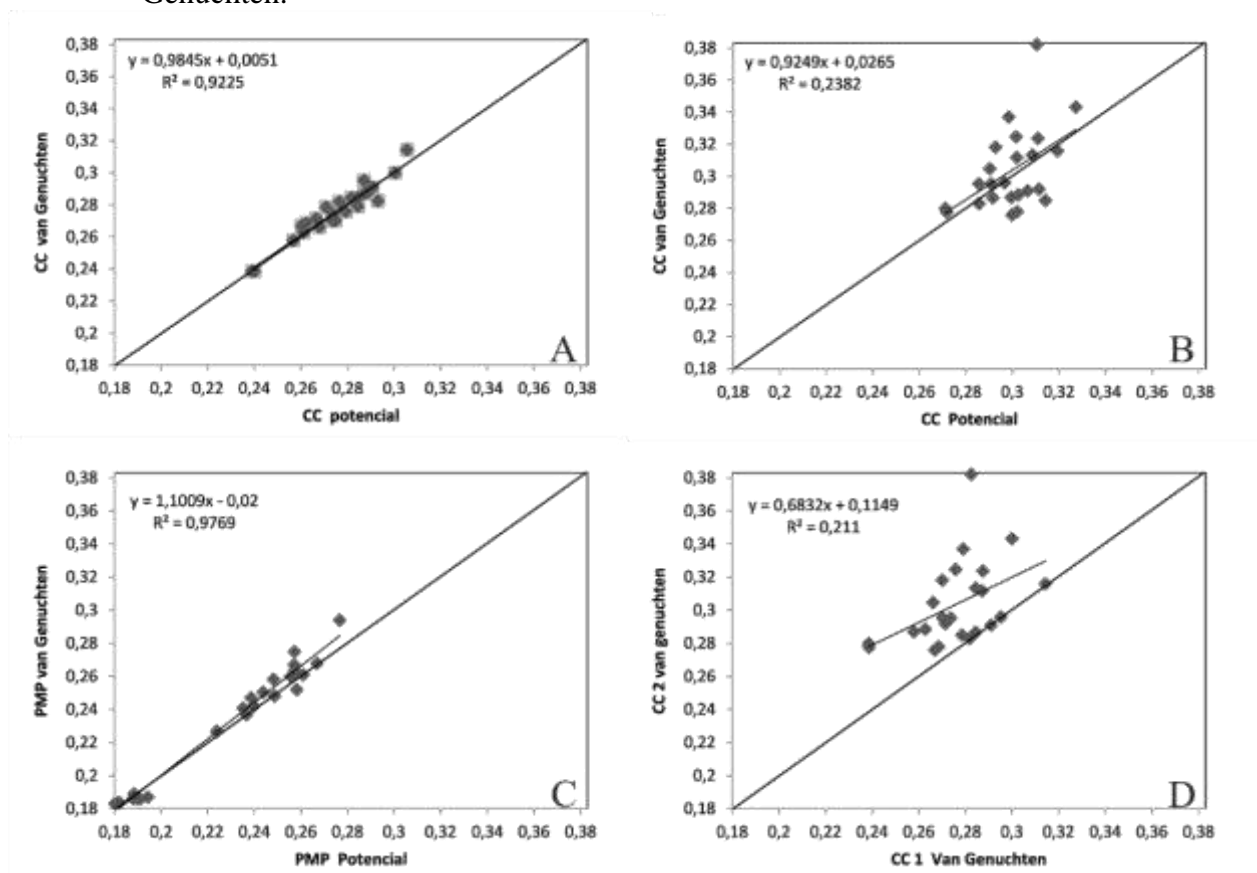 Genuchten.
0,38
0,36
0,34
0,32
0,3
0,28
0,26
0,24
0,22
0,2
0,18
CC van Genuchten
y = 0,9845x + 0,0051
R² = 0,9225
A
0,18 0,2 0,22 0,24 0,26 0,28 0,3 0,32 0,34 0,36 0,38
CC potencial
0,38
0,36
0,34
0,32
0,3
0,28
0,26
0,24
0,22
0,2
0,18
CC van Genuchten
y = 0,9249x + 0,0265
R² = 0,2382
B
0,18 0,2 0,22 0,24 0,26 0,28 0,3 0,32 0,34 0,36 0,38
CC Potencial
0,38
0,36
0,34
0,32
0,3
0,28
0,26
0,24
0,22
0,2
0,18
PMP van Genuchten
y = 1,1009x - 0,02
R² = 0,9769
C
0,18 0,2 0,22 0,24 0,26 0,28 0,3 0,32 0,34 0,36 0,38
PMP Potencial
0,38
0,36
0,34
0,32
0,3
0,28
0,26
0,24
0,22
0,2
0,18
CC 2 van genuchten
y = 0,6832x + 0,1149
R² = 0,211
D
0,18 0,2 0,22 0,24 0,26 0,28 0,3 0,32 0,34 0,36 0,38
CC 1 Van Genuchten